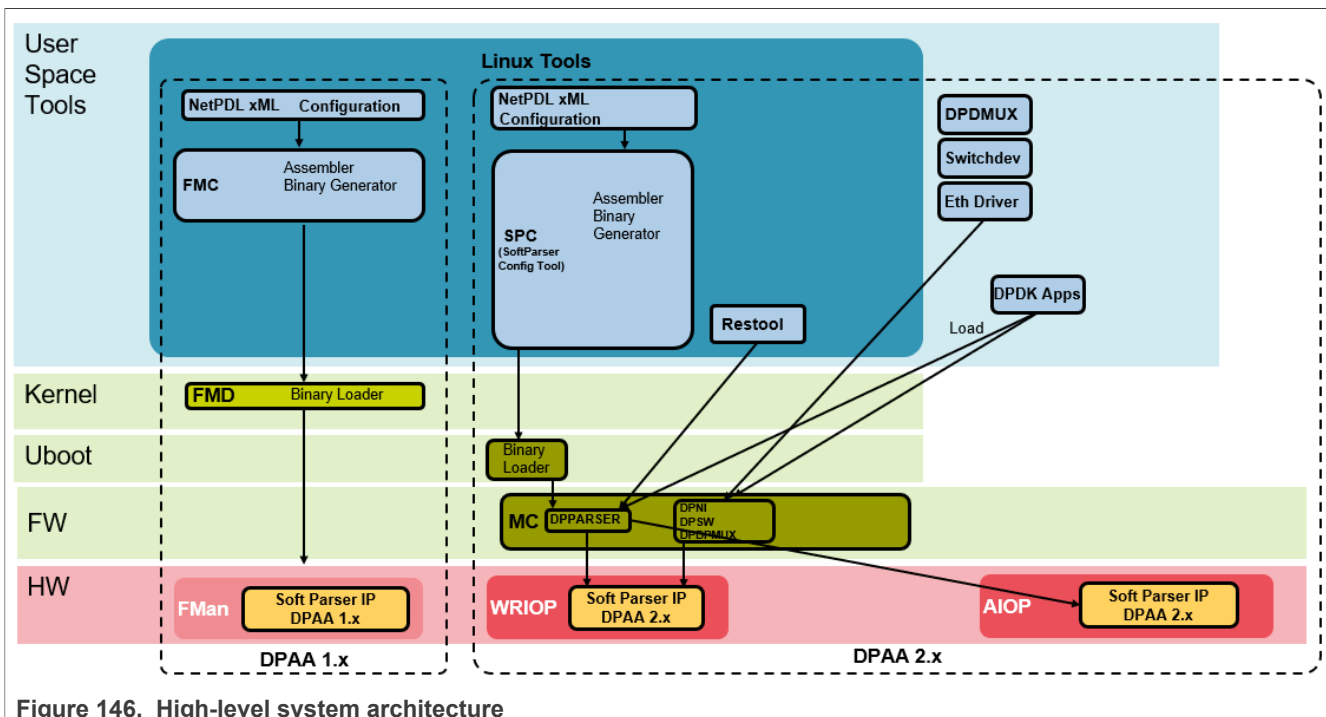 User
Space
Tools
Linux Tools
NetPDL xML Configuration
Assembler
Binary Generator
FMC
NetPDL xML
Configuration
Assembler
Binary
Generator
SPC
(SoftParser
Config Tool)
Restool
DPDMUX
Switchdev
Eth Driver
DPDK Apps
Load
Kernel
FMD Binary Loader
Uboot
Binary
Loader
FW
MC
DPPARSER
DPNI
DPSW
DPDPMUX
HW
FMan
Soft Parser IP
DPAA 1.x
WRIOP
Soft Parser IP
DPAA 2.x
AIOP
Soft Parser IP
DPAA 2.x
DPAA 1.x
DPAA 2.x
Figure 146. High-level system architecture